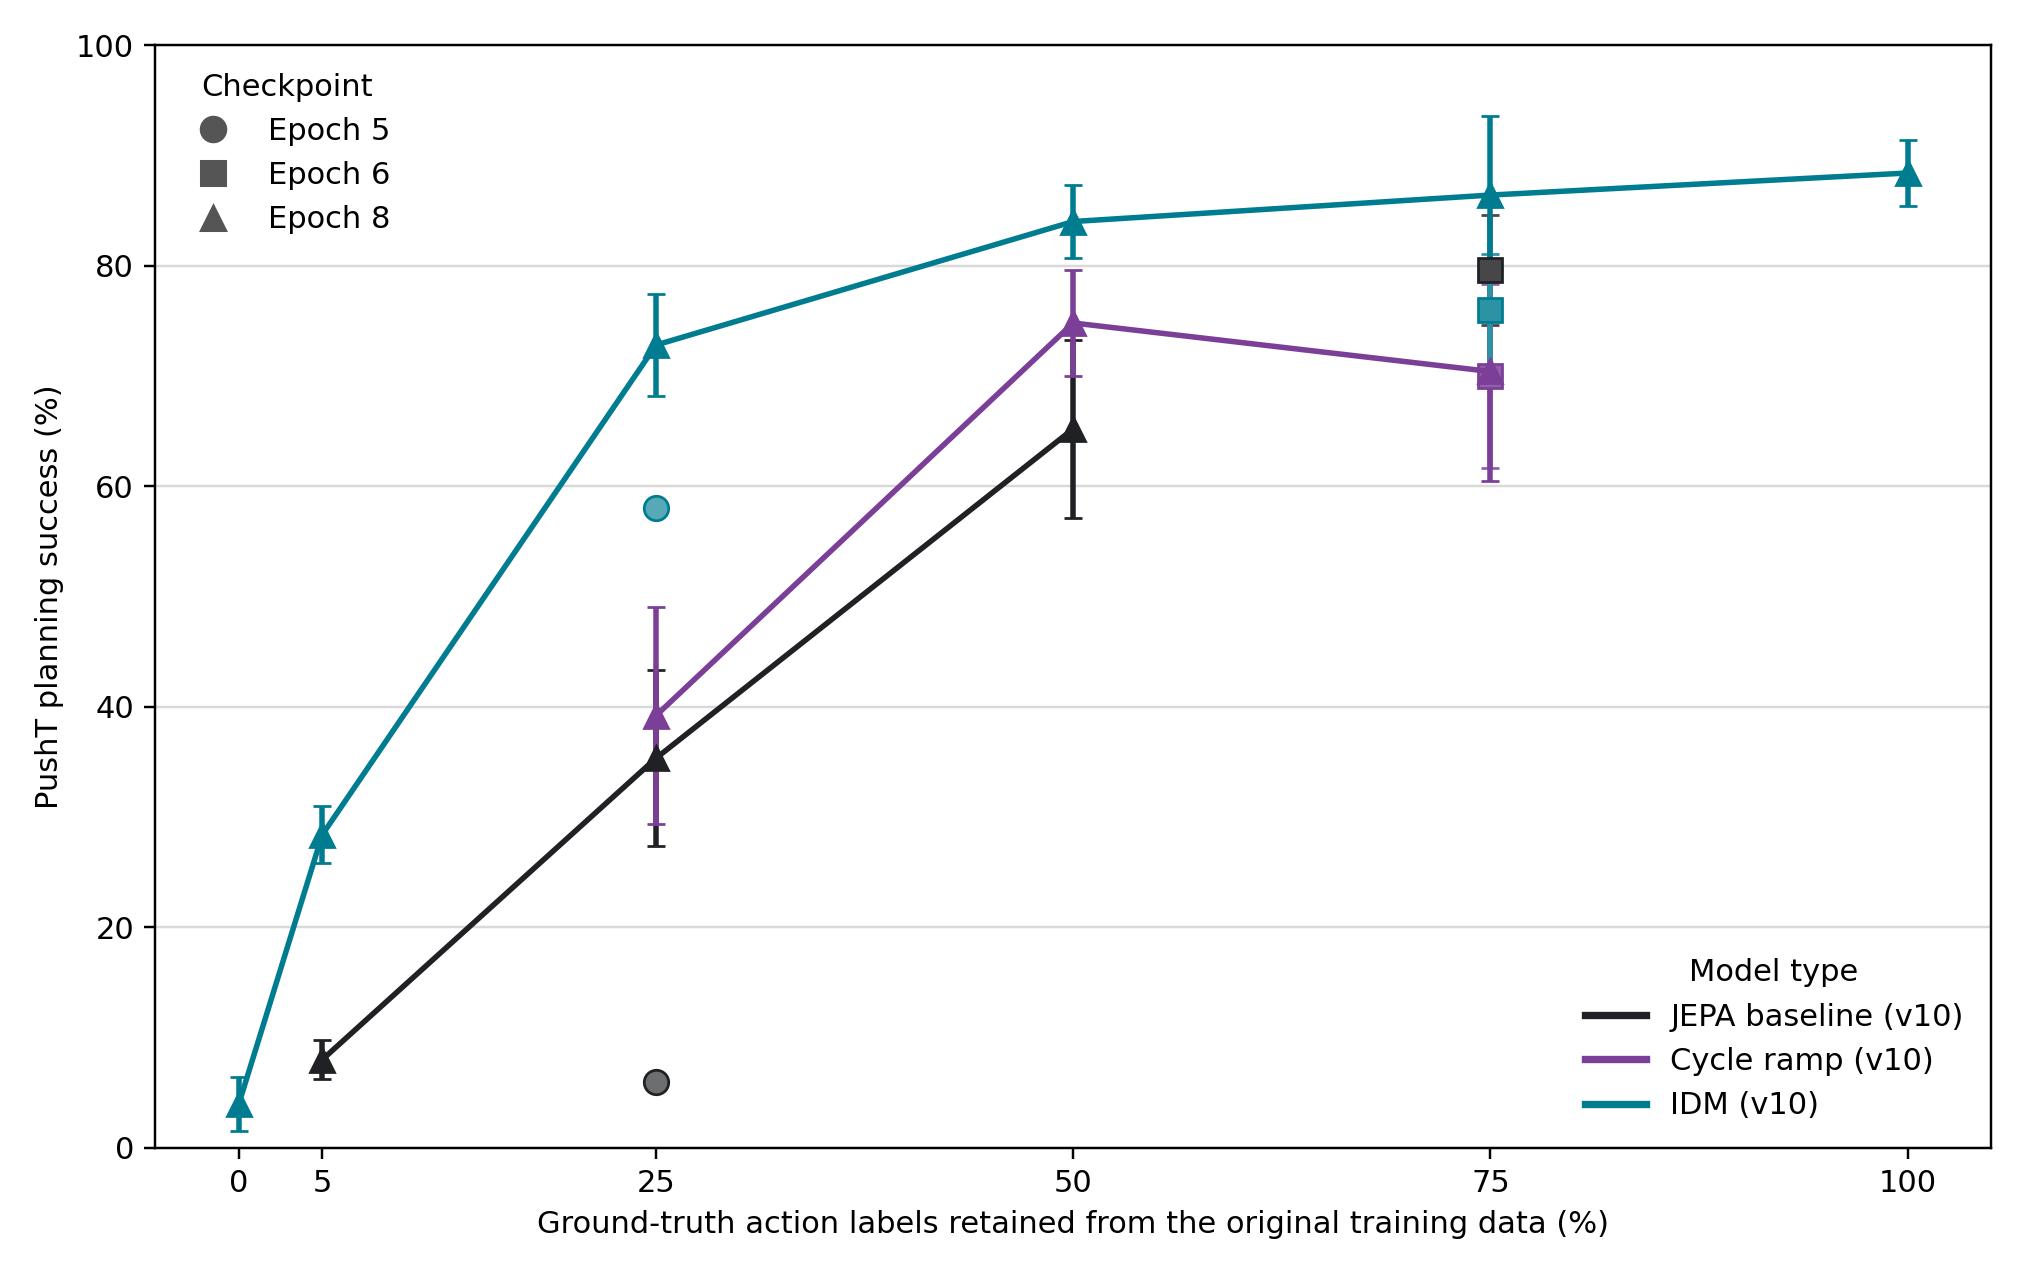 100
80
60
40
20
0
PushT planning success (%)
Checkpoint
Epoch 5
Epoch 6
Epoch 8
Model type
JEPA baseline (v10)
Cycle ramp (v10)
IDM (v10)
0 5 25 50 75 100
Ground-truth action labels retained from the original training data (%)